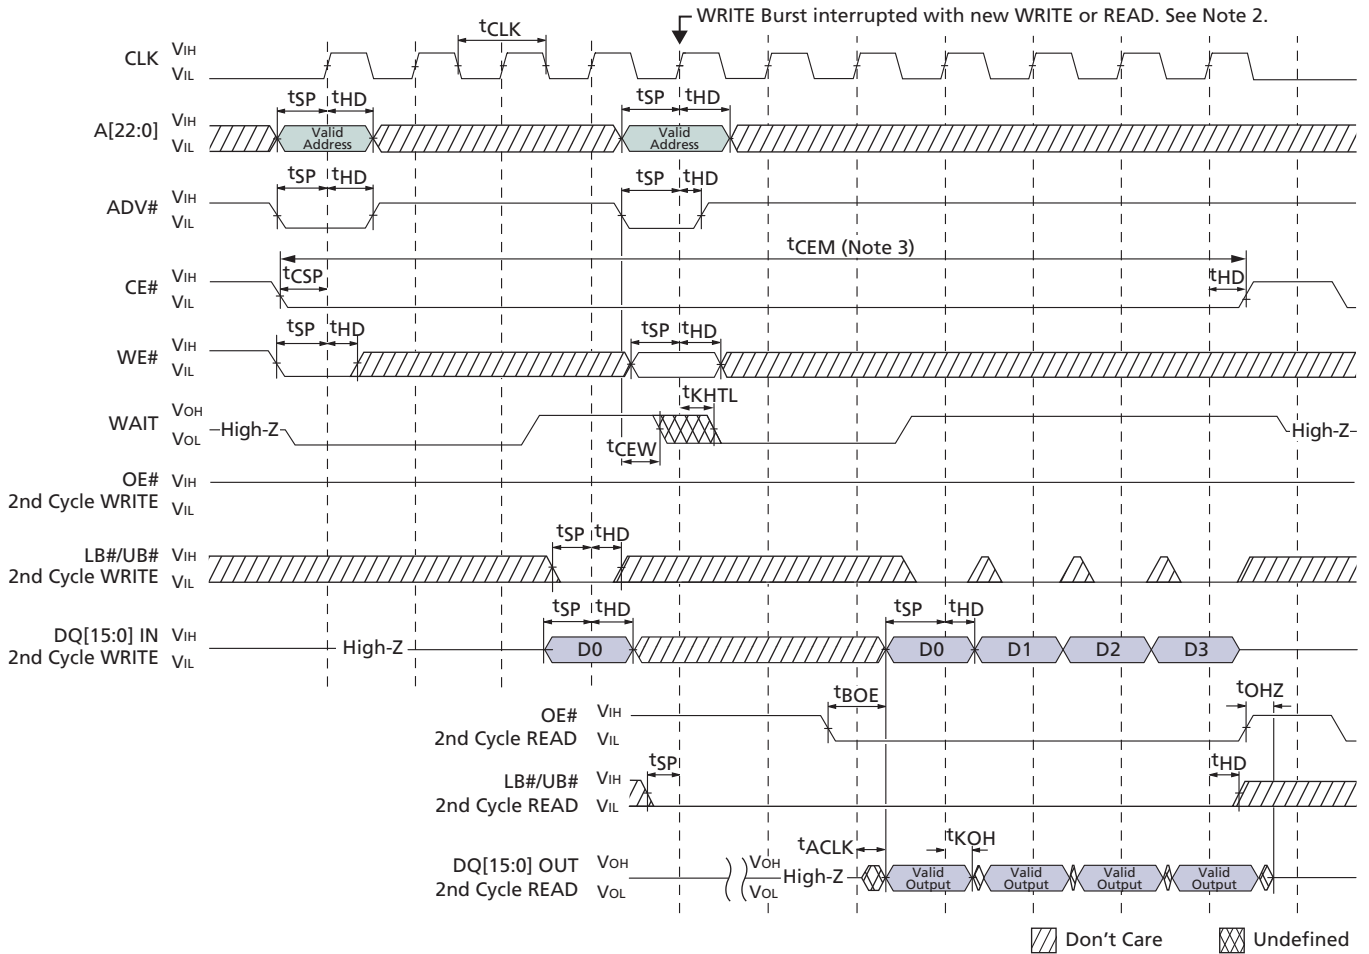 WRITE Burst interrupted with new WRITE or READ. See Note 2.
tCLK
CLK VIH
VIL
tSP tHD tSP tHD
A[22:0] VIH
VIL
Valid Address Valid Address
tSP tHD tSP tHD
ADV# VIH
VIL
tCEM (Note 3)
tCSP tHD
CE# VIH
VIL
tSP tHD tSP tHD
WE# VIH
VIL
tKHTL
WAIT VOH
VOL
High-Z High-Z
tCEW
OE# VIH
2nd Cycle WRITE VIL
tSP tHD
LB#/UB# VIH
2nd Cycle WRITE VIL
tSP tHD tSP tHD
DQ[15:0] IN VIH
2nd Cycle WRITE VIL
High-Z D0 D0 D1 D2 D3
tBOE tOHZ
OE# VIH
2nd Cycle READ VIL
tSP tHD
LB#/UB# VIH
2nd Cycle READ VIL
tACLK tKOH
DQ[15:0] OUT VOH
2nd Cycle READ VOL
VOH
VOL
High-Z
Valid Output Valid Output Valid Output Valid Output
Don't Care Undefined